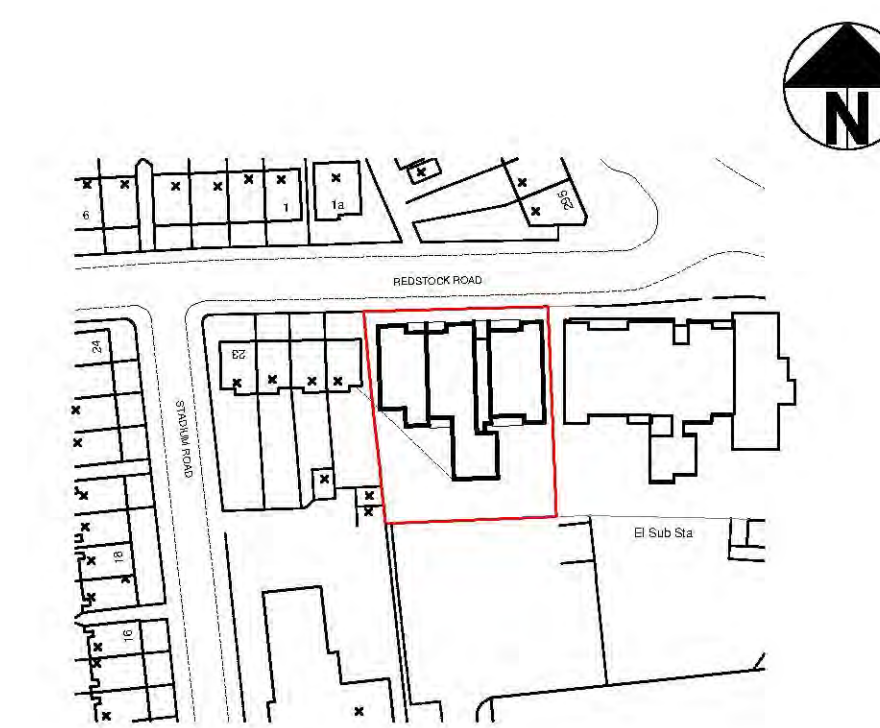 N
6
1
1a
295
REDSTOCK ROAD
24
23
STADIUM ROAD
El Sub Sta
18
16